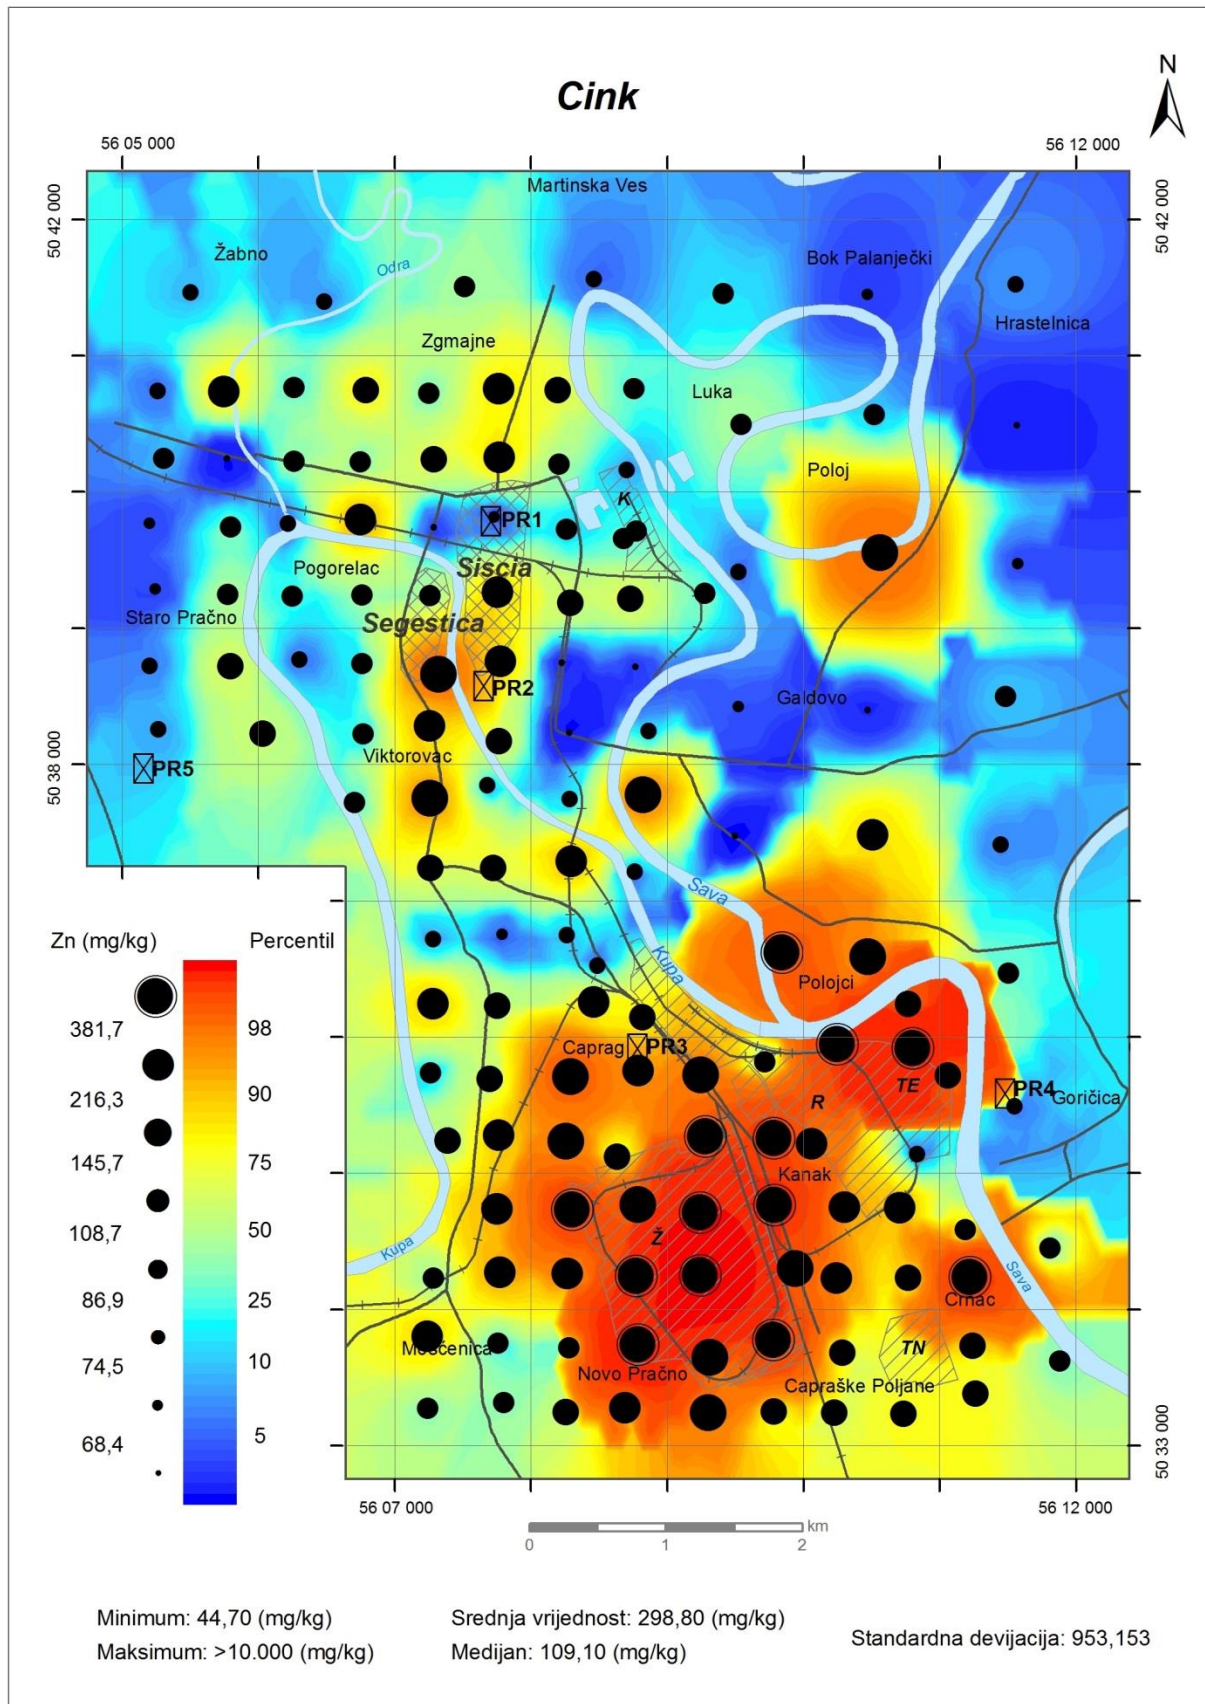 Cink
N
56 05 000
56 12 000
Martinska Ves
50 42 000
50 42 000
Žabno
Odra
Bok Palanječki
Hrastelnica
Zgmajne
Luka
Poloj
K
PR1
Siscia
Pogorelac
Segestica
Staro Pračno
PR2
Galdovo
Viktorovac
50 38 000
PR5
50 38 000
Sava
Zn (mg/kg)
Percentil
Kupa
Polojci
381,7
98
Caprag
PR3
TE
PR4
Goričica
R
216,3
90
145,7
75
Kanak
108,7
50
Ž
Kupa
Sava
86,9
25
Crnac
74,5
10
Mošćenica
TN
Novo Pračno
Capraške Poljane
68,4
5
50 33 000
56 07 000
56 12 000
km
0
1
2
Minimum: 44,70 (mg/kg)
Srednja vrijednost: 298,80 (mg/kg)
Standardna devijacija: 953,153
Maksimum: >10.000 (mg/kg)
Medijan: 109,10 (mg/kg)